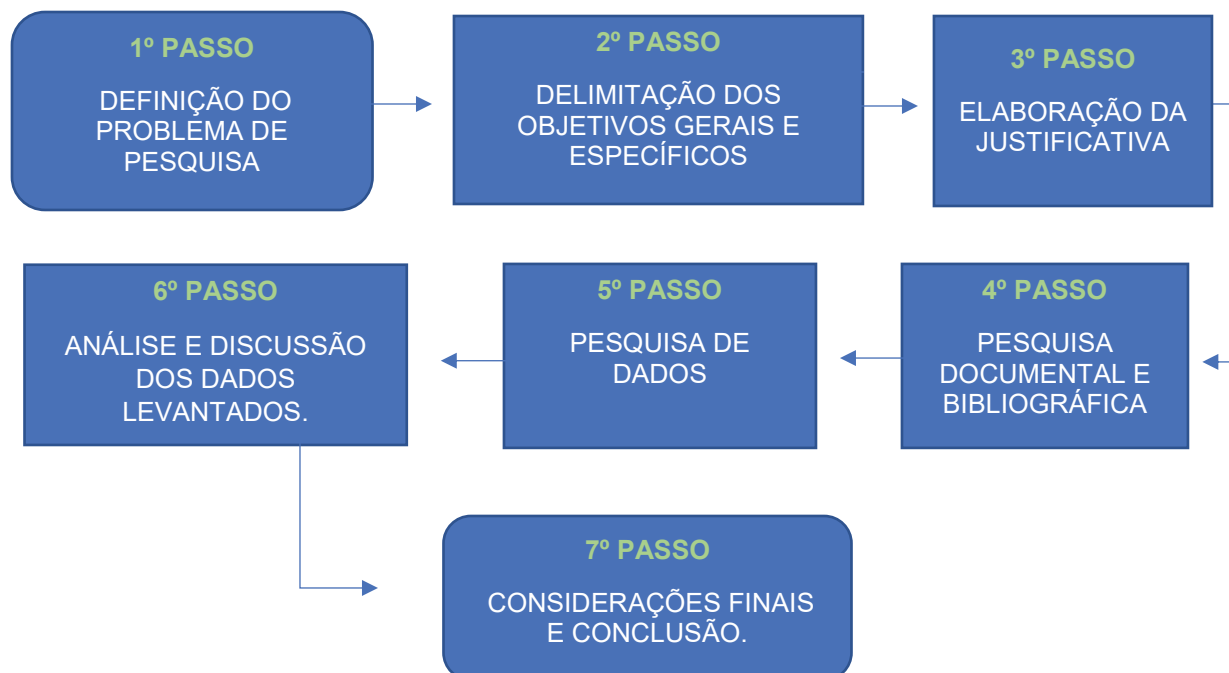 1º PASSO
DEFINIÇÃO DO
PROBLEMA DE
PESQUISA
2º PASSO
DELIMITAÇÃO DOS
OBJETIVOS GERAIS E
ESPECÍFICOS
3º PASSO
ELABORAÇÃO DA
JUSTIFICATIVA
4º PASSO
PESQUISA
DOCUMENTAL E
BIBLIOGRÁFICA
5º PASSO
PESQUISA DE
DADOS
6º PASSO
ANÁLISE E DISCUSSÃO
DOS DADOS
LEVANTADOS.
7º PASSO
CONSIDERAÇÕES FINAIS
E CONCLUSÃO.